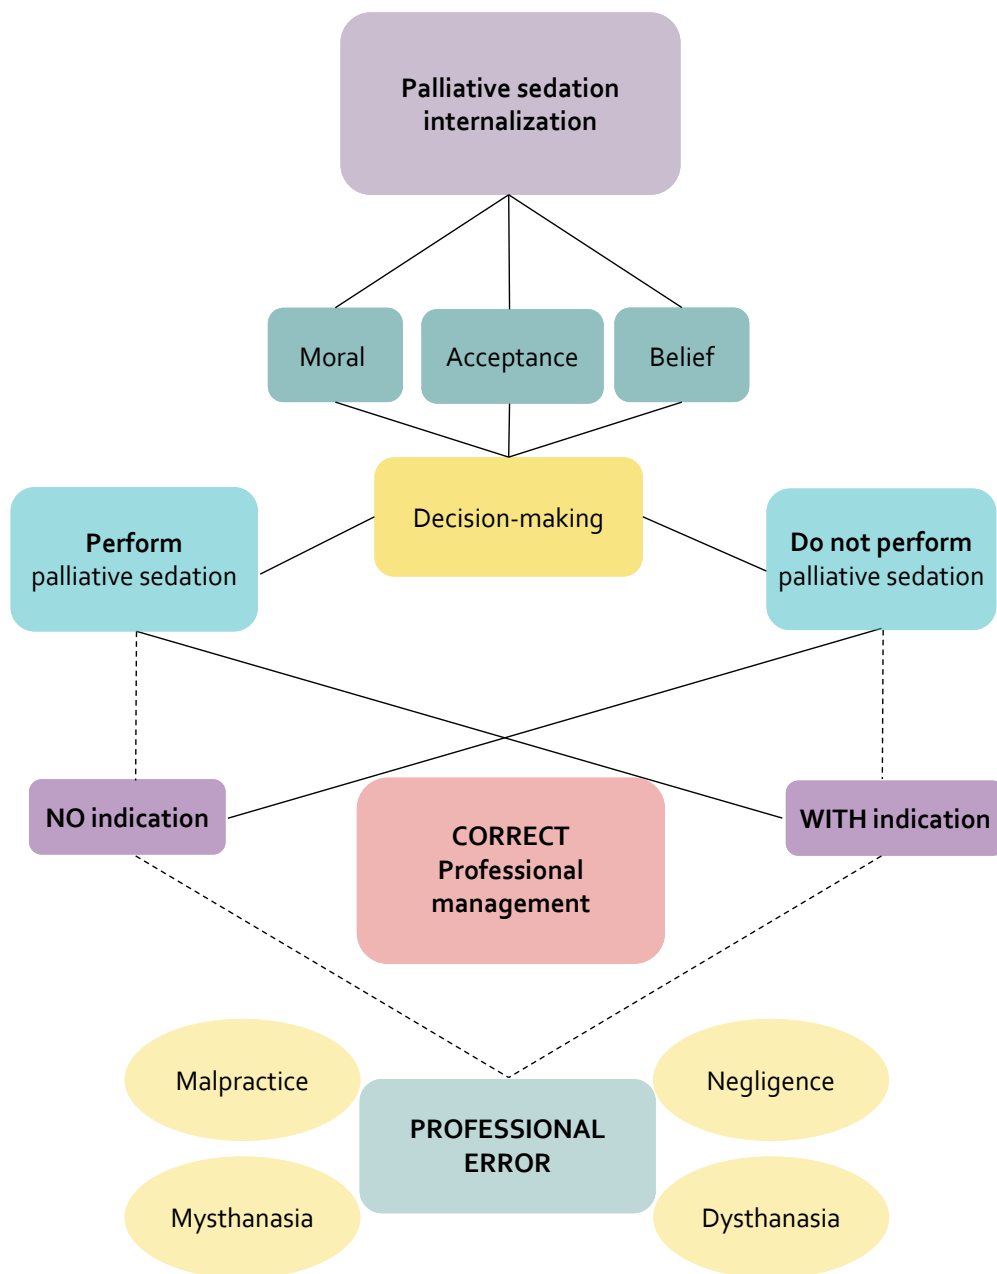 Palliative sedation
internalization
Moral
Acceptance
Belief
Decision-making
Perform
palliative sedation
Do not perform
palliative sedation
NO indication
CORRECT
Professional
management
WITH indication
Malpractice
Negligence
PROFESSIONAL
ERROR
Mysthanasia
Dysthanasia